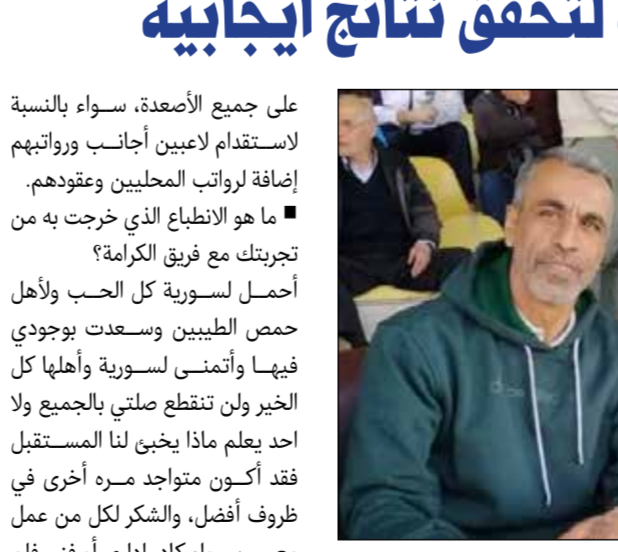 لتحقق نتائج ايجابية
على جميع الأصعدة، سواء بالنسبة
لاستقدام لاعبين أجانب ورواتبهم
إضافة لرواتب المحليين وعقودهم.
■ ما هو الانطباع الذي خرجت به من
تجربتك مع فريق الكرامة؟
أحمل لسورية كل الحب ولأهل
حمص الطيبين وسعدت بوجودي
فيها وأتمنى لسورية وأهلها كل
الخير ولن تنقطع صلتي بالجميع ولا
احد يعلم ماذا يخبئ لنا المستقبل
فقد أكون متواجد مره أخرى في
ظروف أفضل، والشكر لكل من عمل